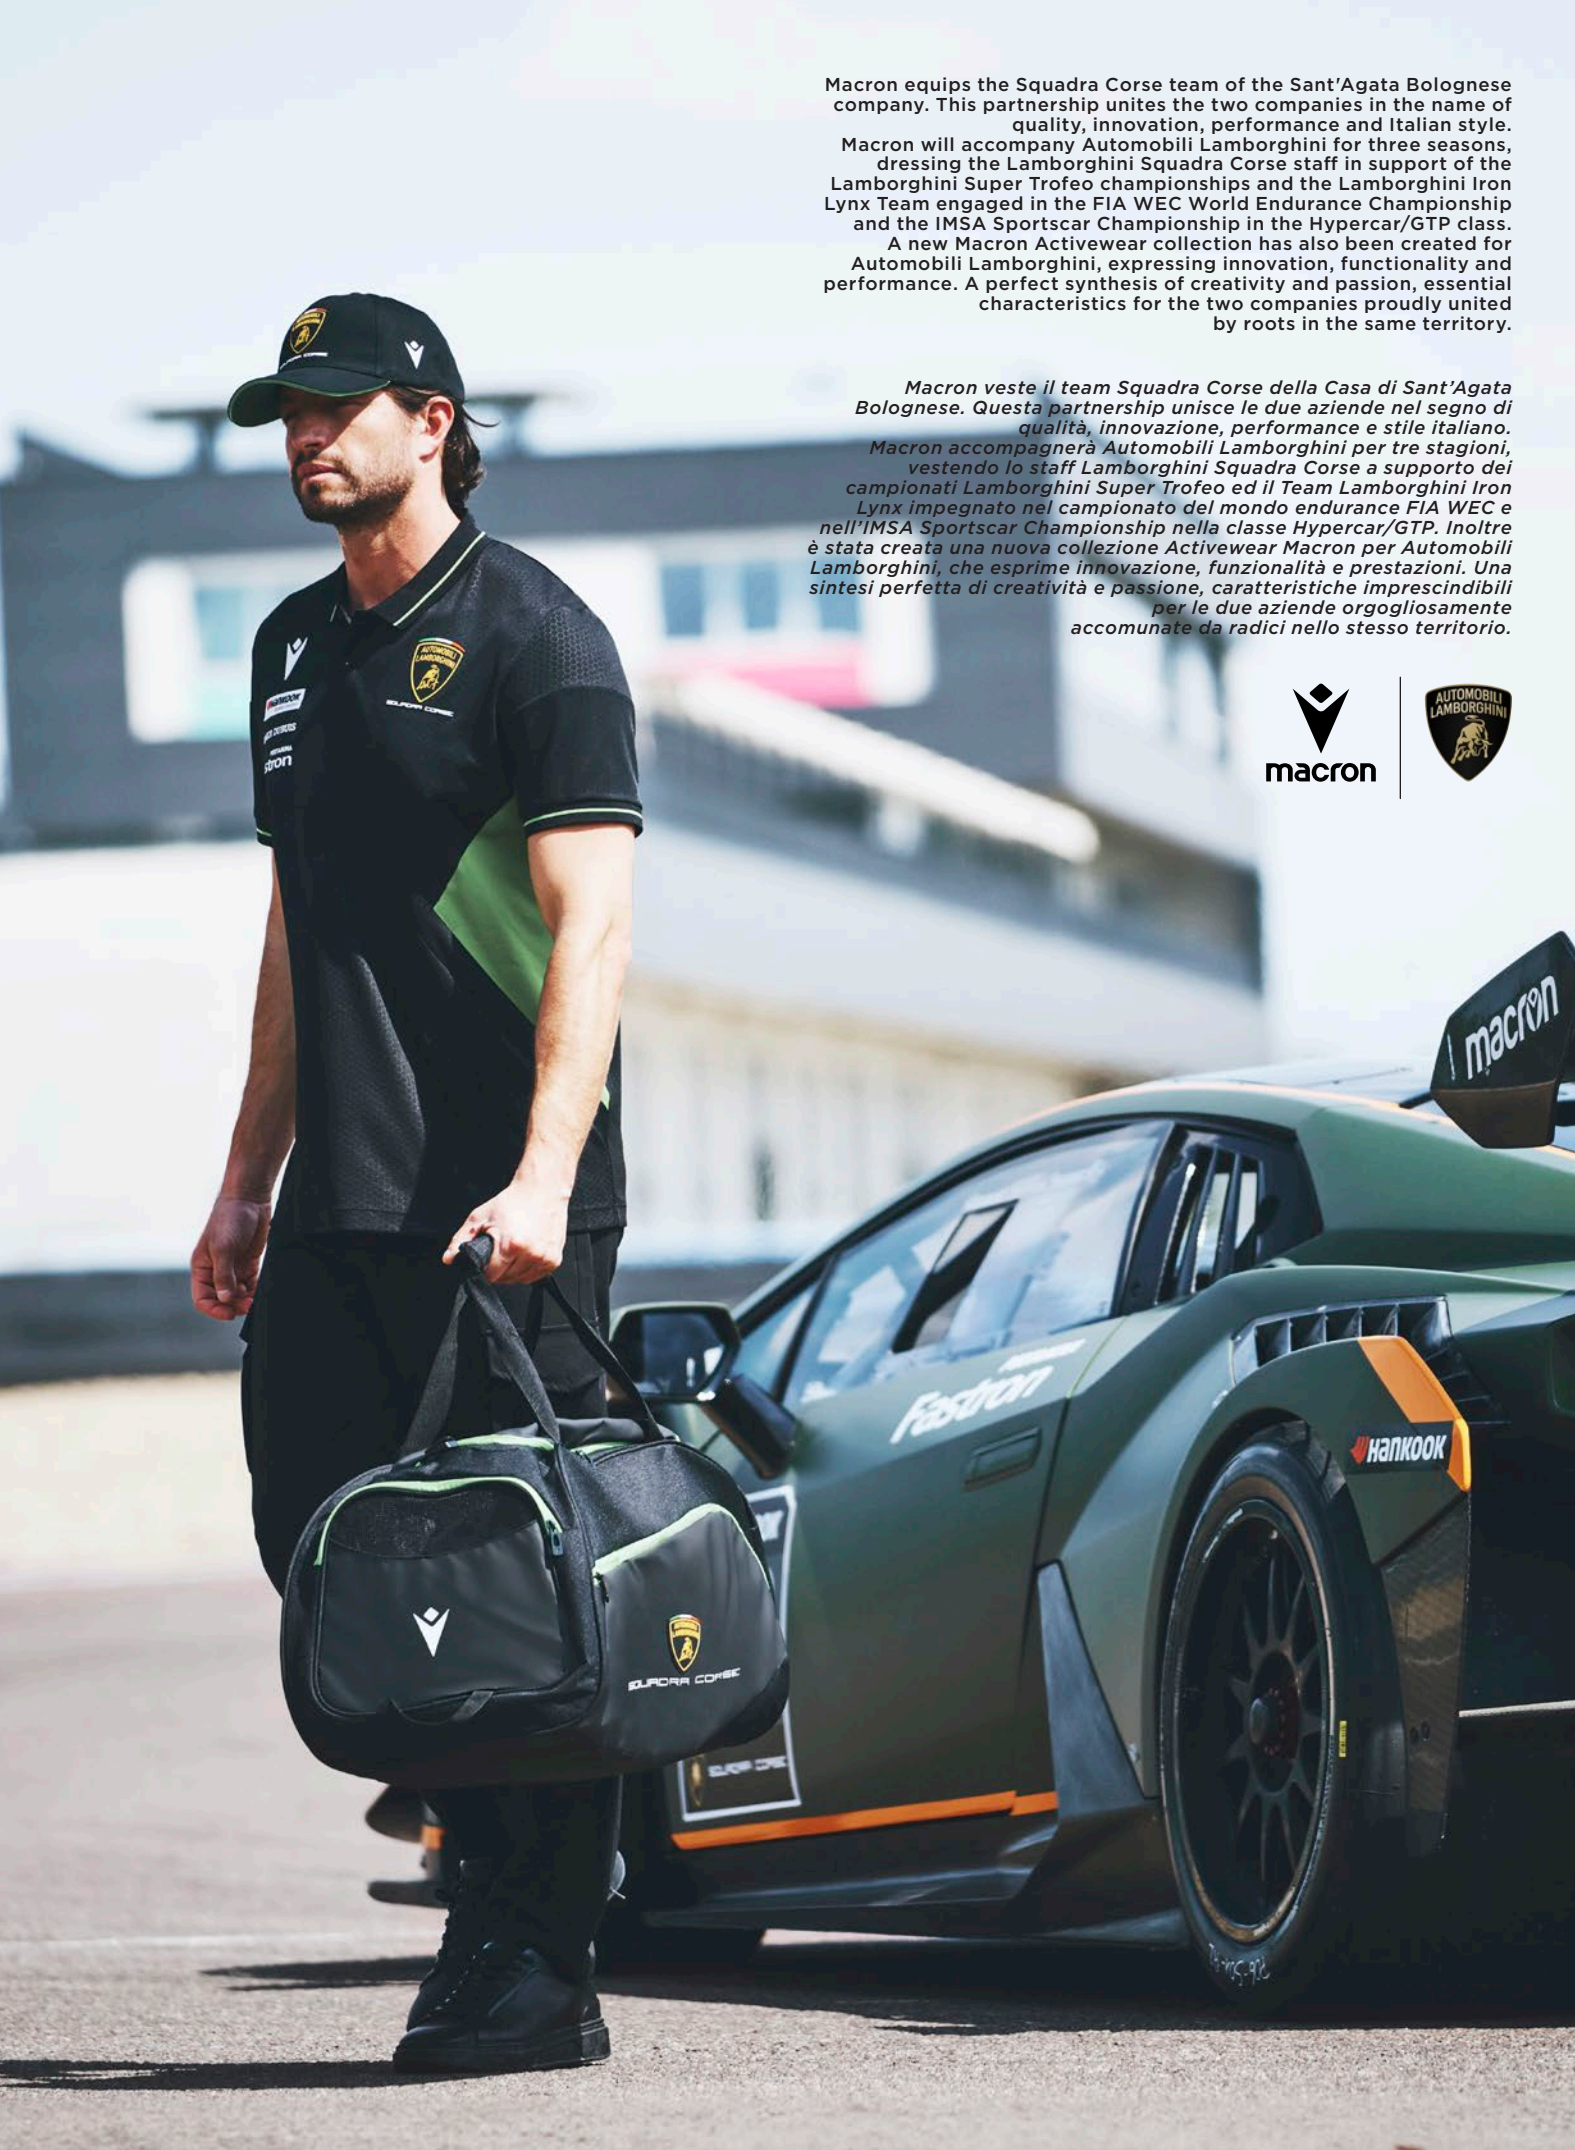 Macron equips the Squadra Corse team of the Sant'Agata Bolognese
company. This partnership unites the two companies in the name of
quality, innovation, performance and Italian style.
Macron will accompany Automobili Lamborghini for three seasons,
dressing the Lamborghini Squadra Corse staff in support of the
Lamborghini Super Trofeo championships and the Lamborghini Iron
Lynx Team engaged in the FIA WEC World Endurance Championship
and the IMSA Sportscar Championship in the Hypercar/GTP class.
A new Macron Activewear collection has also been created for
Automobili Lamborghini, expressing innovation, functionality and
performance. A perfect synthesis of creativity and passion, essential
characteristics for the two companies proudly united
by roots in the same territory.
Macron veste il team Squadra Corse della Casa di Sant’Agata
Bolognese. Questa partnership unisce le due aziende nel segno di
qualità, innovazione, performance e stile italiano.
Macron accompagnerà Automobili Lamborghini per tre stagioni,
vestendo lo staff Lamborghini Squadra Corse a supporto dei
campionati Lamborghini Super Trofeo ed il Team Lamborghini Iron
Lynx impegnato nel campionato del mondo endurance FIA WEC e
nell’IMSA Sportscar Championship nella classe Hypercar/GTP. Inoltre
è stata creata una nuova collezione Activewear Macron per Automobili
Lamborghini, che esprime innovazione, funzionalità e prestazioni. Una
sintesi perfetta di creatività e passione, caratteristiche imprescindibili
per le due aziende orgogliosamente
accomunate da radici nello stesso territorio.
macron
AUTOMOBILI
LAMBORGHINI
AUTOMOBILI
LAMBORGHINI
SQUADRA CORSE
HANKOOK
stron
macron
Fastron
HANKOOK
AUTOMOBILI
LAMBORGHINI
SQUADRA CORSE